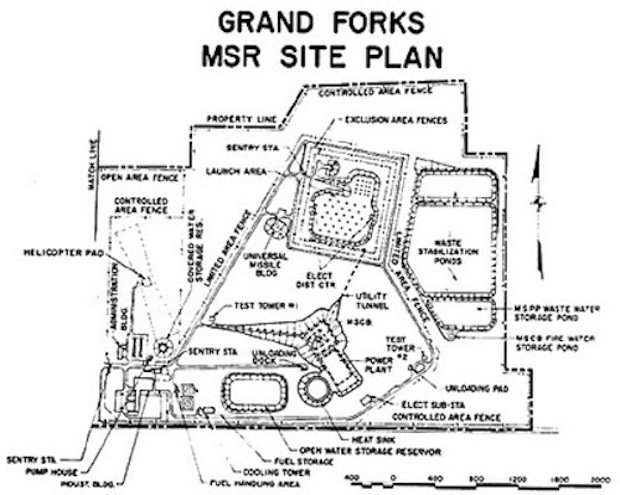 GRAND FORKS
MSR SITE PLAN
CONTROLLED AREA FENCE
PROPERTY LINE
EXCLUSION AREA FENCES
MATCH LINE
SENTRY STA.
OPEN AREA FENCE
LAUNCH AREA
CONTROLLED
AREA FENCE
COVERED WATER
STORAGE RES.
LIMITED AREA FENCE
HELICOPTER PAD
UNIVERSAL
MISSILE
BLDG.
ELECT
DIST CTR.
LIMITED AREA FENCE
WASTE
STABILIZATION
PONDS
ADMINISTRATION
BLDG.
TEST TOWER #1
UTILITY
TUNNEL
M.S.C.B.
MSPP WASTE WATER
STORAGE POND
MSCB FIRE WATER
STORAGE POND
SENTRY STA.
UNLOADING
DOCK
TEST
TOWER
#2
POWER
PLANT
UNLOADING PAD
ELECT SUB-STA
CONTROLLED AREA FENCE
HEAT SINK
OPEN WATER STORAGE RESERVOIR
SENTRY STA.
PUMP HOUSE
INDUST. BLDG.
FUEL STORAGE
COOLING TOWER
FUEL HANDLING AREA
400 0 400 800 1200 1600 2000